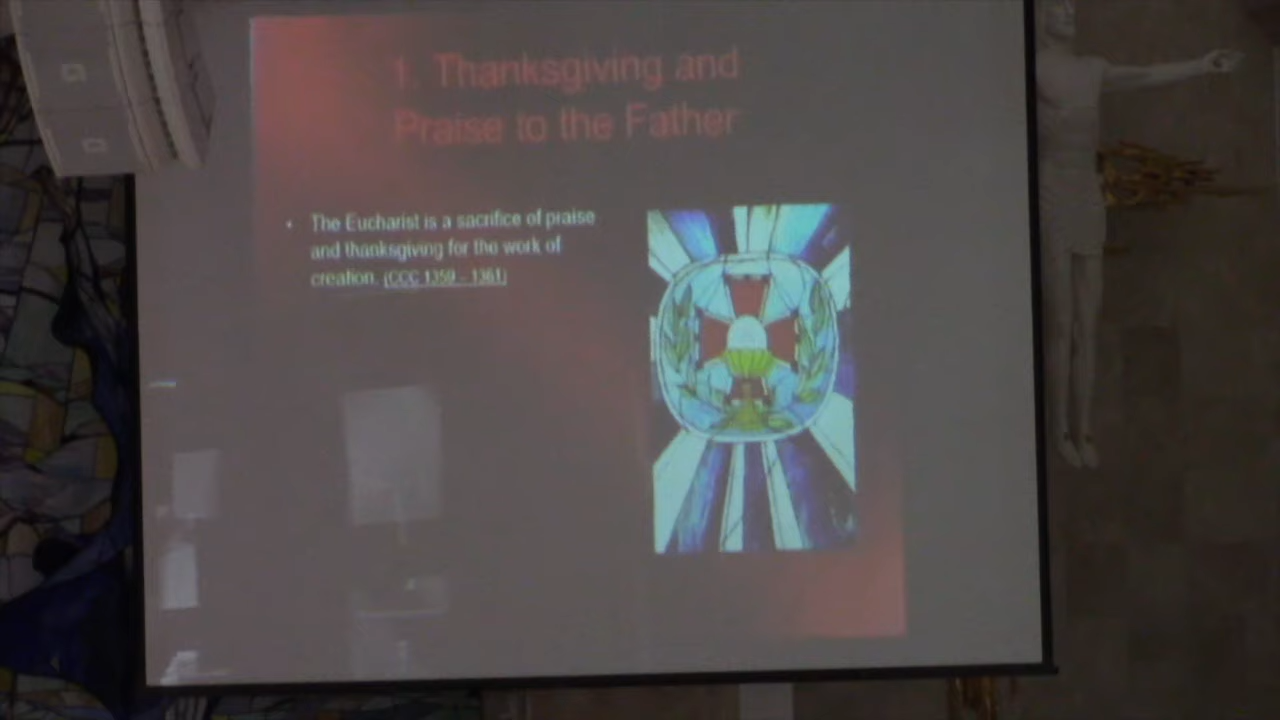 1. Thanksgiving and
Praise to the Father
• The Eucharist is a sacrifice of praise
and thanksgiving for the work of
creation. (CCC 1359 – 1361)